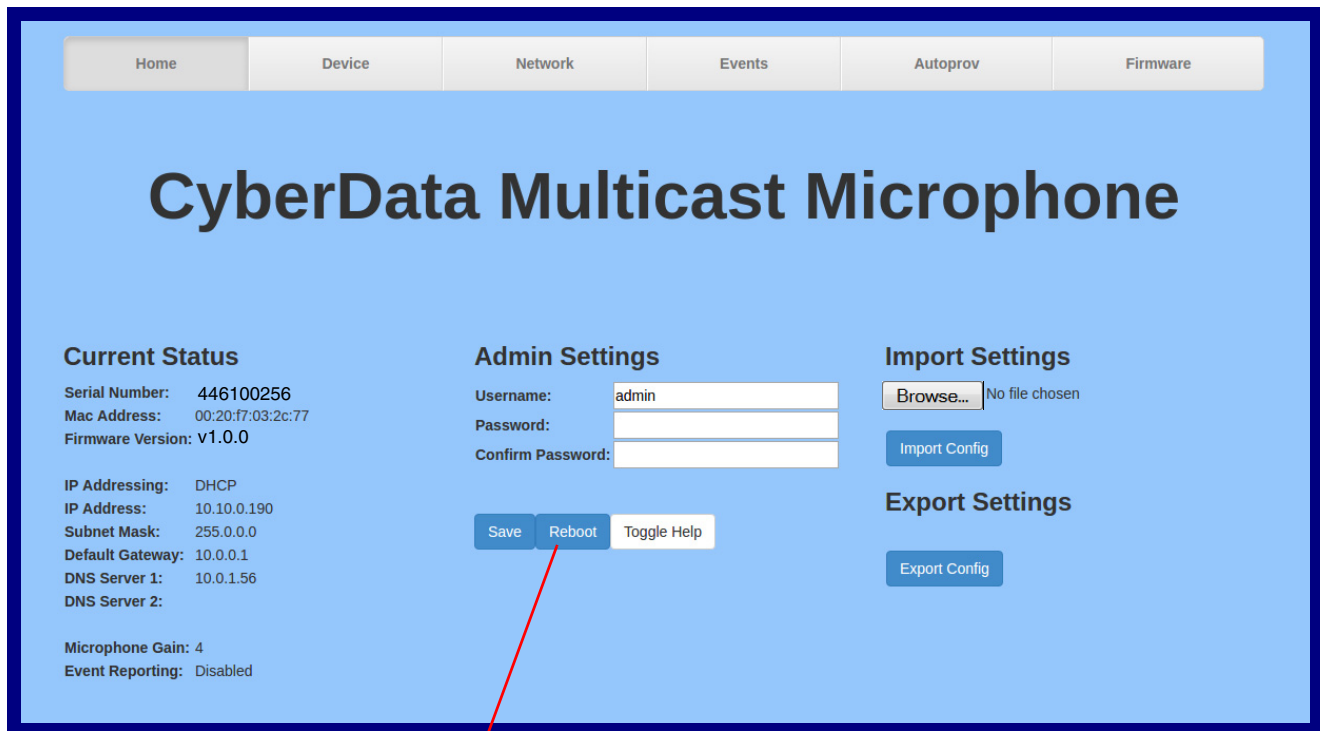 Home Device Network Events Autoprov Firmware
CyberData Multicast Microphone
Current Status
Serial Number: 446100256
Mac Address: 00:20:f7:03:2c:77
Firmware Version: v1.0.0
IP Addressing: DHCP
IP Address: 10.10.0.190
Subnet Mask: 255.0.0.0
Default Gateway: 10.0.0.1
DNS Server 1: 10.0.1.56
DNS Server 2:
Microphone Gain: 4
Event Reporting: Disabled
Admin Settings
Username: admin
Password:
Confirm Password:
Save Reboot Toggle Help
Import Settings
Browse... No file chosen
Import Config
Export Settings
Export Config